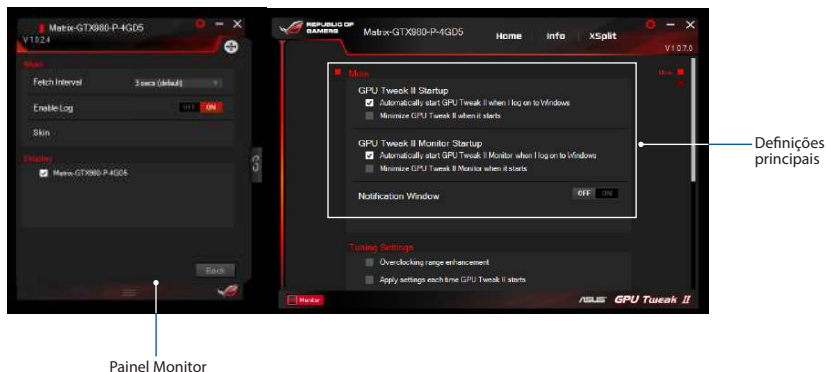 Matrix-GTX980-P-4GD5
V1.0.2.4
Main
Fetch Interval
3 secs (default)
Enable Log
OFF ON
Skin
Display
Matrix-GTX980-P-4GD5
Back
Painel Monitor
REPUBLIC OF
GAMERS
Matrix-GTX980-P-4GD5
Home
Info
XSplit
V 1.0.7.0
Main
Main
GPU Tweak II Startup
Automatically start GPU Tweak II when I log on to Windows
Minimize GPU Tweak II when it starts
GPU Tweak II Monitor Startup
Automatically start GPU Tweak II Monitor when I log on to Windows
Minimize GPU Tweak II Monitor when it starts
Notification Window
OFF ON
Tuning Settings
Overclocking range enhancement
Apply settings each time GPU Tweak II starts
Monitor
ASUS GPU Tweak II
Definições
principais